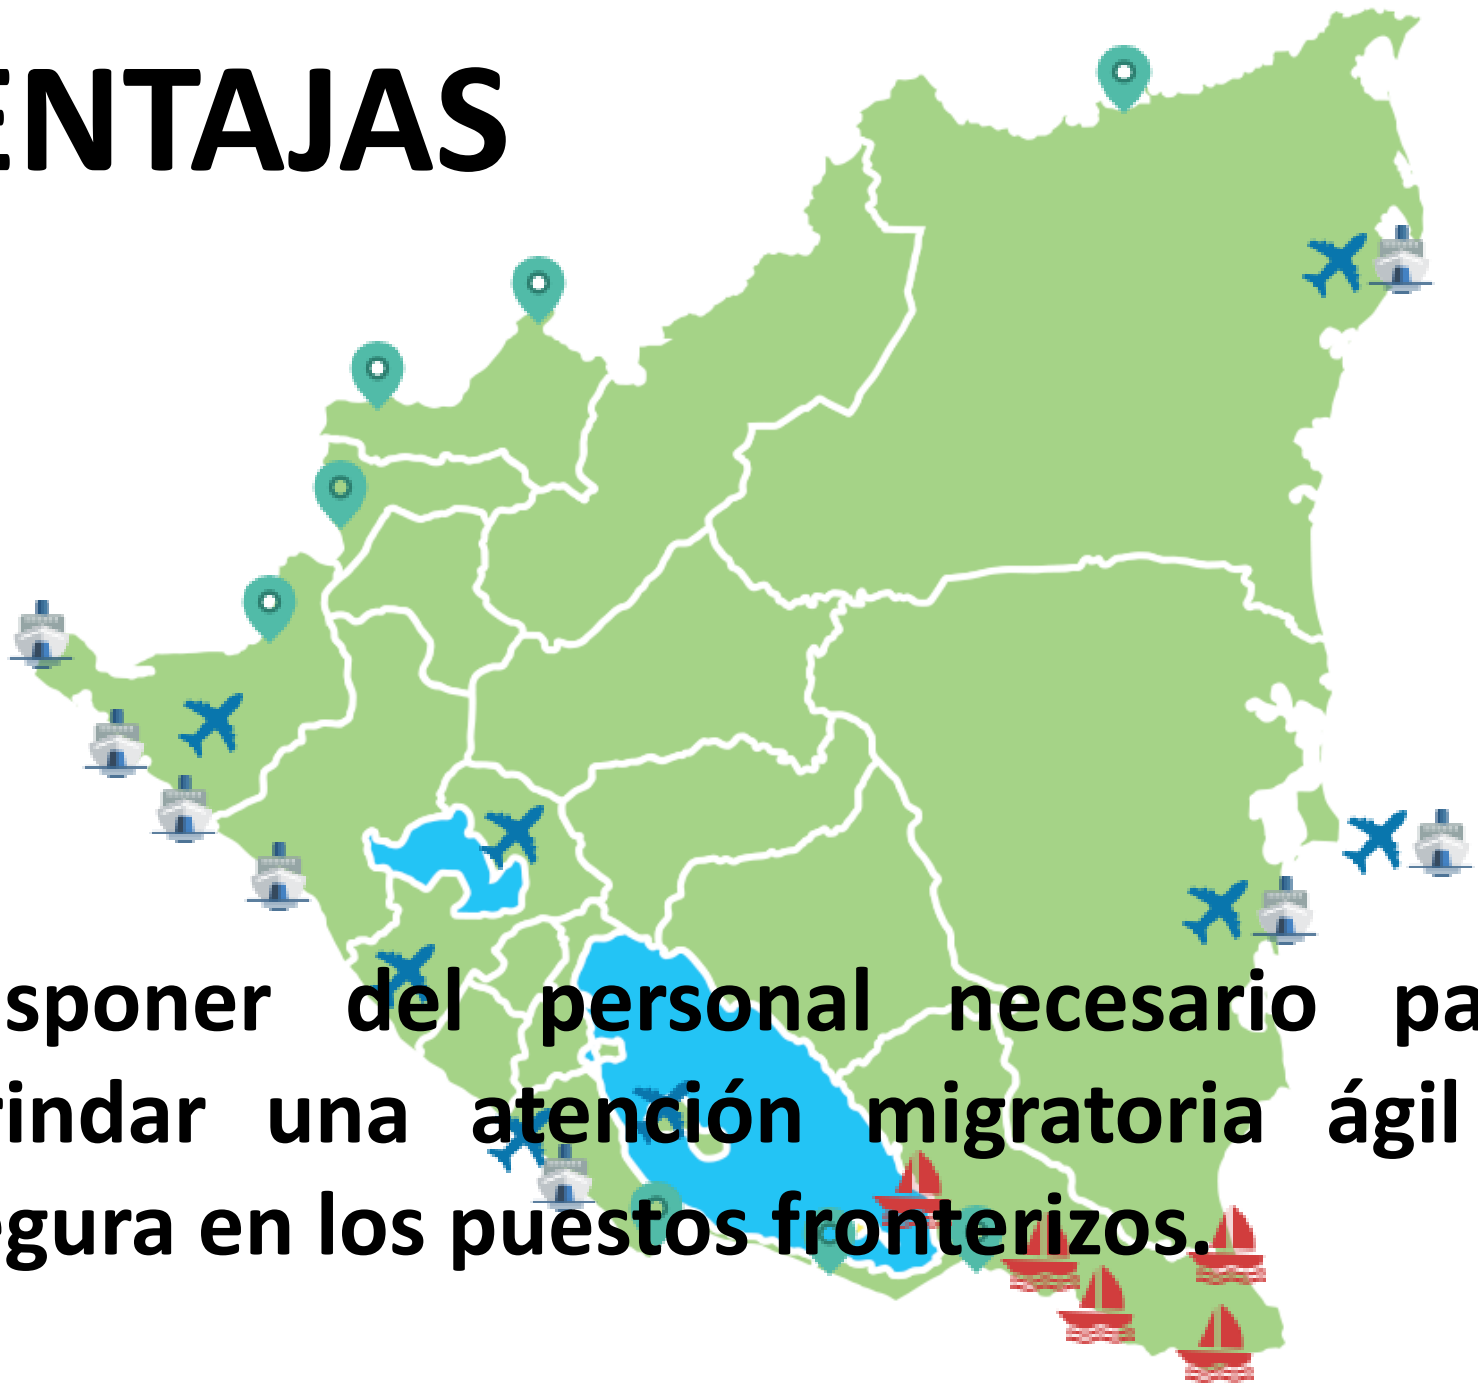 ENTAJAS
sponer del personal necesario pa
rindar una atención migratoria ágil
egura en los puestos fronterizos.